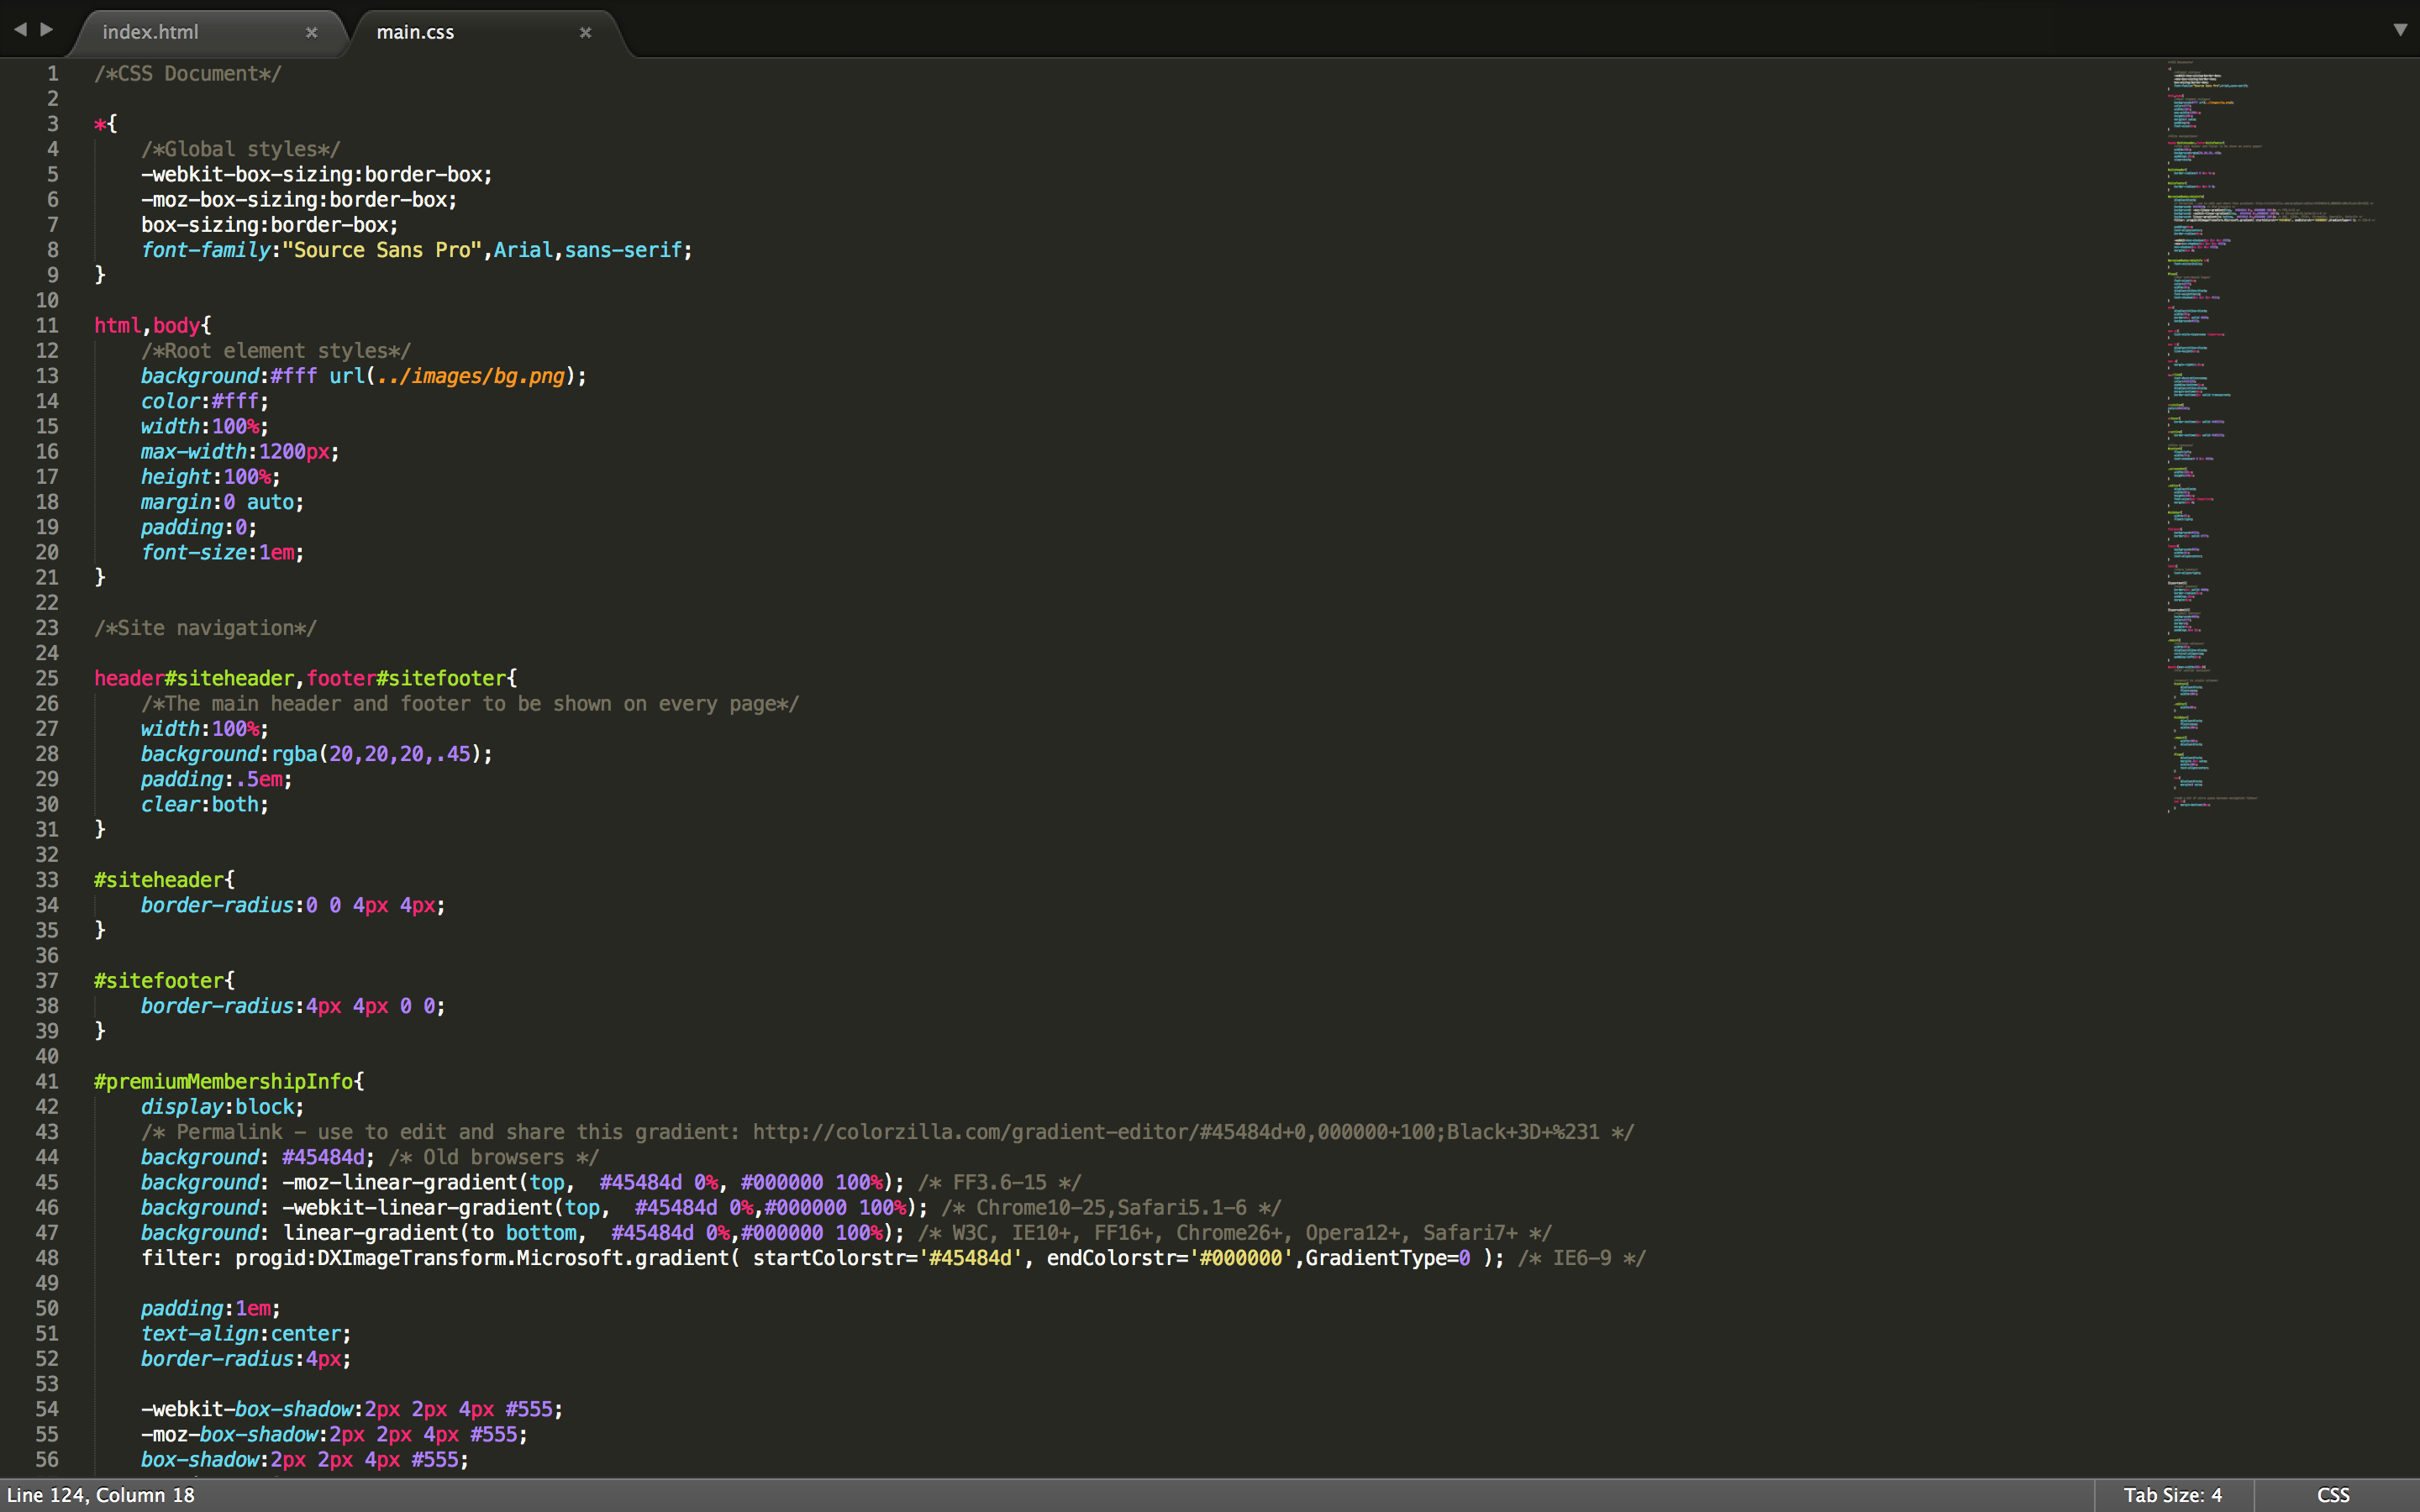 index.html × main.css ×
1 /*CSS Document*/
2
3 *{
4 /*Global styles*/
5 -webkit-box-sizing:border-box;
6 -moz-box-sizing:border-box;
7 box-sizing:border-box;
8 font-family:"Source Sans Pro",Arial,sans-serif;
9 }
10
11 html,body{
12 /*Root element styles*/
13 background:#fff url(../images/bg.png);
14 color:#fff;
15 width:100%;
16 max-width:1200px;
17 height:100%;
18 margin:0 auto;
19 padding:0;
20 font-size:1em;
21 }
22
23 /*Site navigation*/
24
25 header#siteheader,footer#sitefooter{
26 /*The main header and footer to be shown on every page*/
27 width:100%;
28 background:rgba(20,20,20,.45);
29 padding:.5em;
30 clear:both;
31 }
32
33 #siteheader{
34 border-radius:0 0 4px 4px;
35 }
36
37 #sitefooter{
38 border-radius:4px 4px 0 0;
39 }
40
41 #premiumMembershipInfo{
42 display:block;
43 /* Permalink - use to edit and share this gradient: http://colorzilla.com/gradient-editor/#45484d+0,000000+100;Black+3D+%231 */
44 background: #45484d; /* Old browsers */
45 background: -moz-linear-gradient(top,  #45484d 0%, #000000 100%); /* FF3.6-15 */
46 background: -webkit-linear-gradient(top,  #45484d 0%,#000000 100%); /* Chrome10-25,Safari5.1-6 */
47 background: linear-gradient(to bottom,  #45484d 0%,#000000 100%); /* W3C, IE10+, FF16+, Chrome26+, Opera12+, Safari7+ */
48 filter: progid:DXImageTransform.Microsoft.gradient( startColorstr='#45484d', endColorstr='#000000',GradientType=0 ); /* IE6-9 */
49
50 padding:1em;
51 text-align:center;
52 border-radius:4px;
53
54 -webkit-box-shadow:2px 2px 4px #555;
55 -moz-box-shadow:2px 2px 4px #555;
56 box-shadow:2px 2px 4px #555;
Line 124, Column 18 Tab Size: 4 CSS